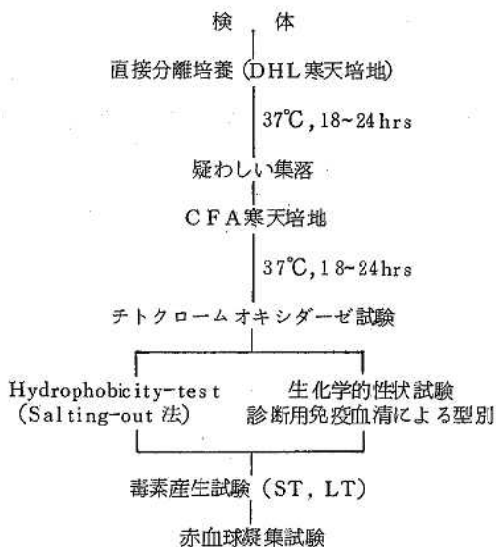 検 体
直接分離培養 (DHL寒天培地)
37℃, 18~24hrs
疑わしい集落
CFA寒天培地
37℃, 18~24hrs
チトクロームオキシダーゼ試験
Hydrophobicity-test
(Salting-out 法)
生化学的性状試験
診断用免疫血清による型別
毒素産生試験 (ST, LT)
赤血球凝集試験